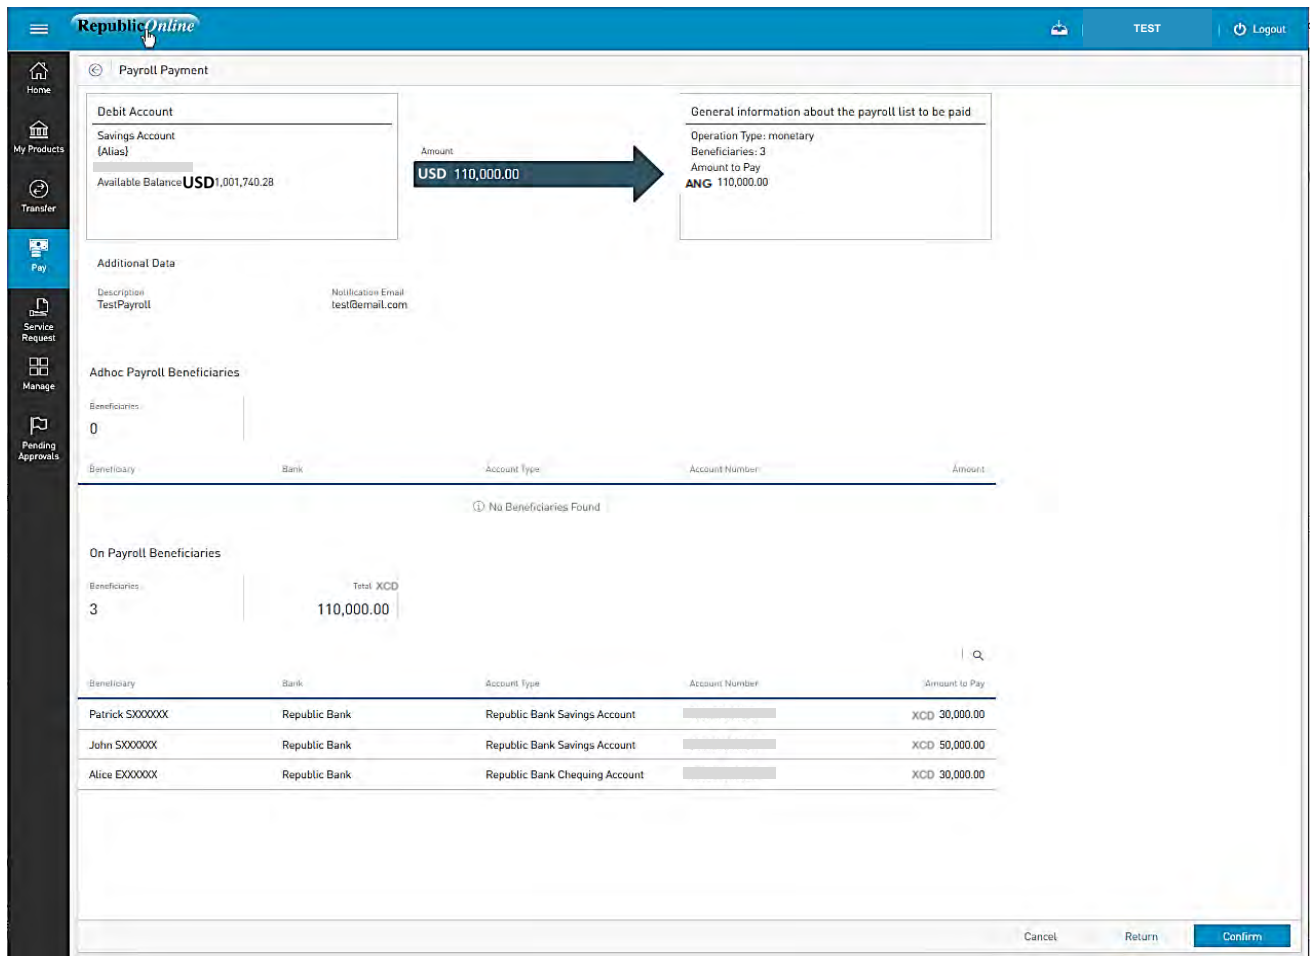 RepublicOnline
TEST
Logout
Home
My Products
Transfer
Pay
Service
Request
Manage
Pending
Approvals
Payroll Payment
Debit Account
Savings Account
{Alias}
Available Balance USD 1,001,740.28
Amount
USD 110,000.00
General information about the payroll list to be paid
Operation Type: monetary
Beneficiaries: 3
Amount to Pay
ANG 110,000.00
Additional Data
Description Notification Email
TestPayroll test@email.com
Adhoc Payroll Beneficiaries
Beneficiaries
0
Beneficiary Bank Account Type Account Number Amount
No Beneficiaries Found
On Payroll Beneficiaries
Beneficiaries Total XCD
3 110,000.00
Beneficiary Bank Account Type Account Number Amount to Pay
Patrick SXXXXXX Republic Bank Republic Bank Savings Account XCD 30,000.00
John SXXXXXX Republic Bank Republic Bank Savings Account XCD 50,000.00
Alice EXXXXXX Republic Bank Republic Bank Chequing Account XCD 30,000.00
Cancel Return Confirm